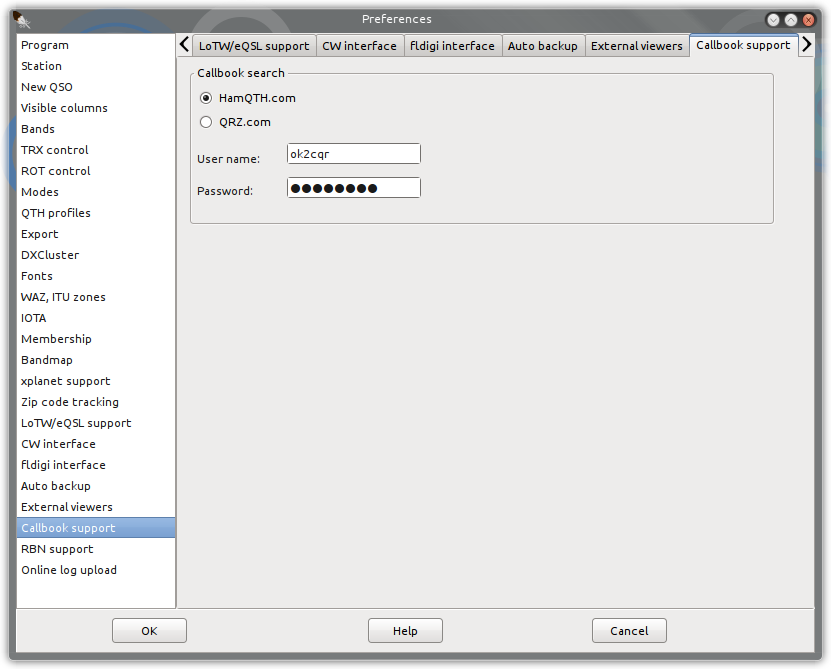 Preferences
Program
Station
New QSO
Visible columns
Bands
TRX control
ROT control
Modes
QTH profiles
Export
DXCluster
Fonts
WAZ, ITU zones
IOTA
Membership
Bandmap
xplanet support
Zip code tracking
LoTW/eQSL support
CW interface
fldigi interface
Auto backup
External viewers
Callbook support
RBN support
Online log upload
LoTW/eQSL support CW interface fldigi interface Auto backup External viewers Callbook support
Callbook search
HamQTH.com
QRZ.com
User name: ok2cqr
Password: ●●●●●●●●
OK Help Cancel